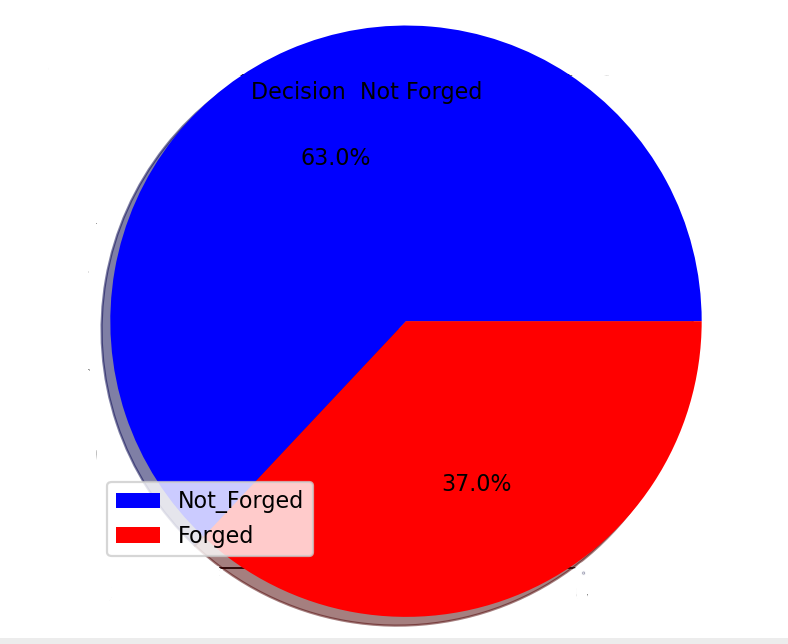 Decision  Not Forged
63.0%
37.0%
Not_Forged
Forged